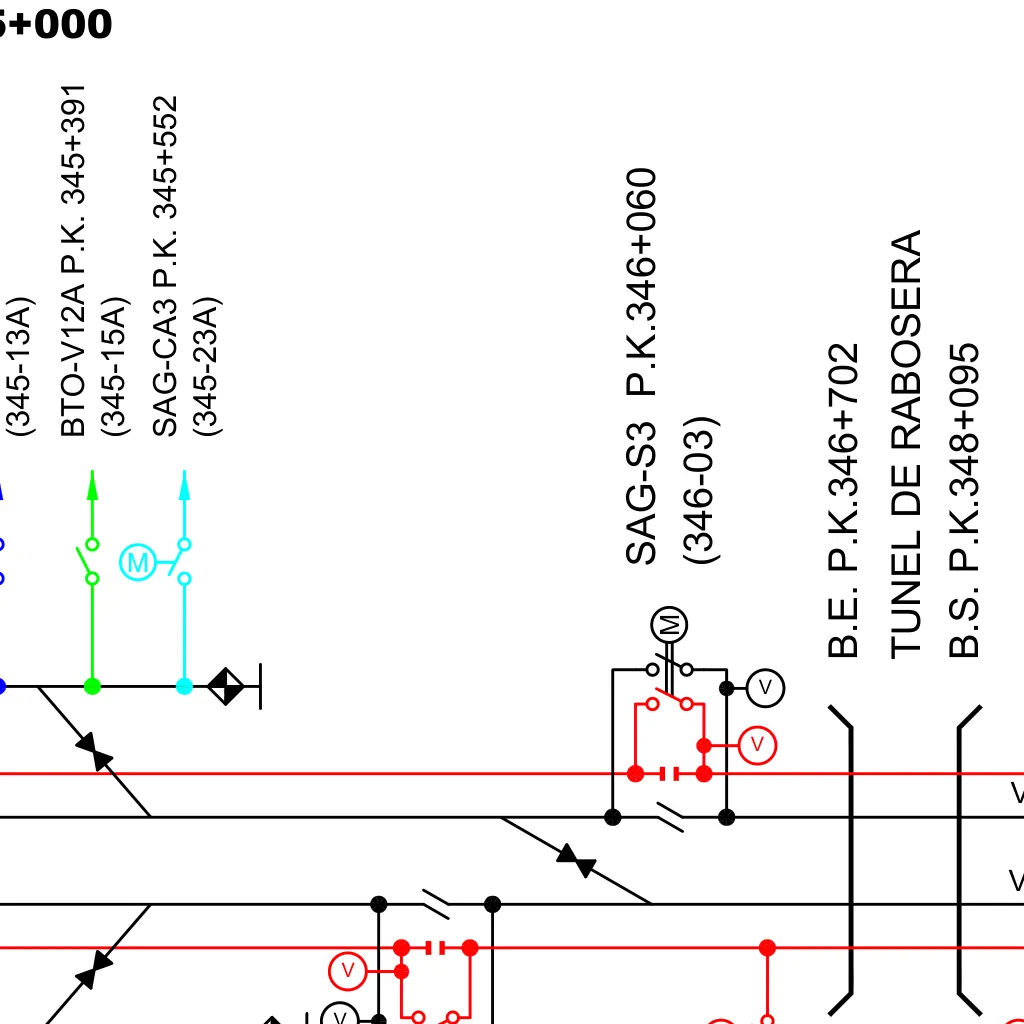 5+000
(345-13A)
BTO-V12A P.K. 345+391
(345-15A)
SAG-CA3 P.K. 345+552
(345-23A)
SAG-S3 P.K.346+060
(346-03)
B.E. P.K.346+702
TUNEL DE RABOSERA
B.S. P.K.348+095
M
M
V
V
V
V
V
V